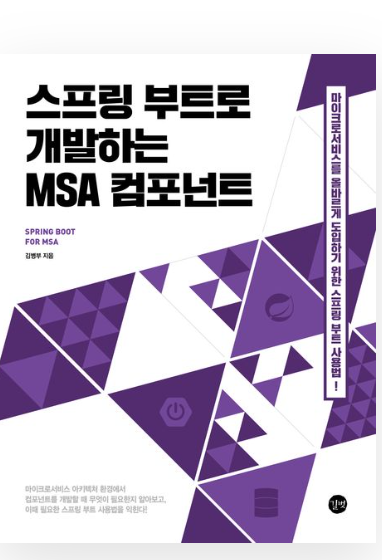 스프링 부트로
개발하는
MSA 컴포넌트
SPRING BOOT
FOR MSA
김병부 지음
마이크로서비스를 올바르게 도입하기 위한 스프링 부트 사용법!
마이크로서비스 아키텍처 환경에서
컴포넌트를 개발할 때 무엇이 필요한지 알아보고,
이때 필요한 스프링 부트 사용법을 익힌다!
길벗